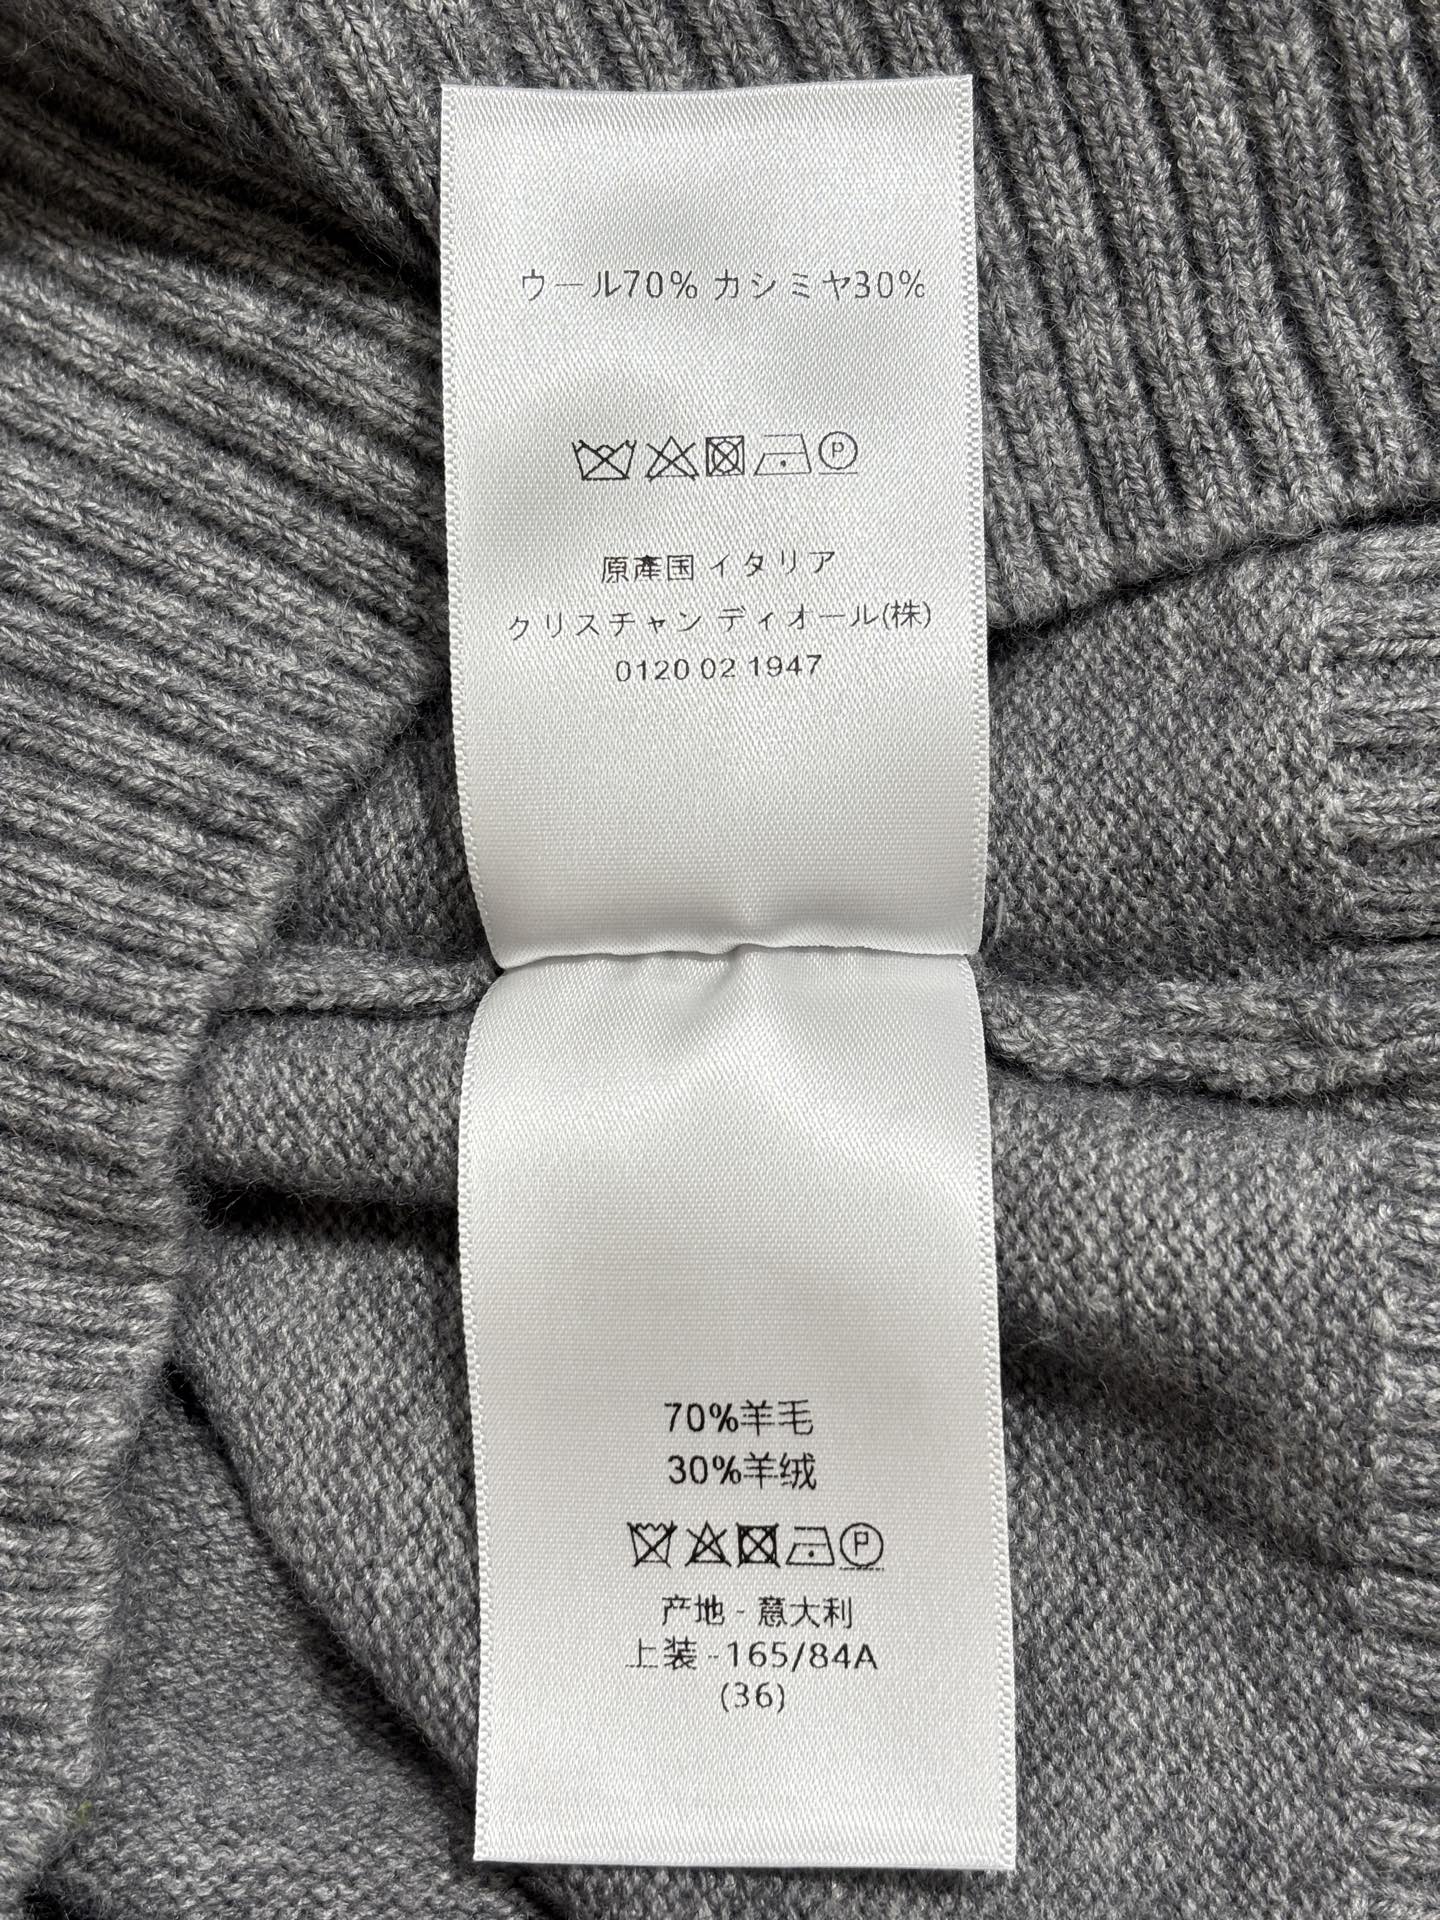 ウール70% カシミヤ30%
P
原産国 イタリア
クリスチャン ディオール(株)
0120 02 1947
70%羊毛
30%羊绒
P
产地 - 意大利
上装 - 165/84A
(36)